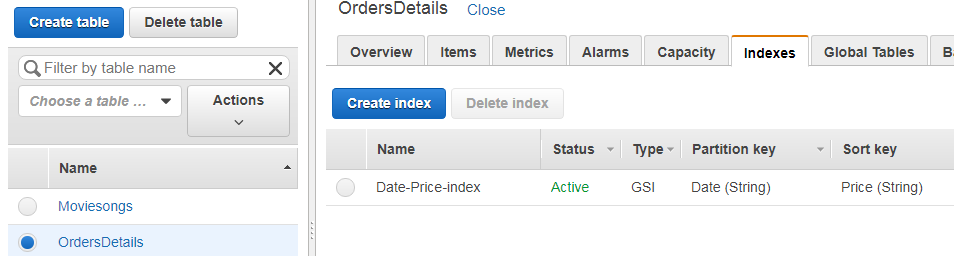 Create table
Delete table
Filter by table name
Choose a table ...
Actions
Name
Moviesongs
OrdersDetails
OrdersDetails Close
Overview Items Metrics Alarms Capacity Indexes Global Tables
Create index
Delete index
Name Status Type Partition key Sort key
Date-Price-index Active GSI Date (String) Price (String)